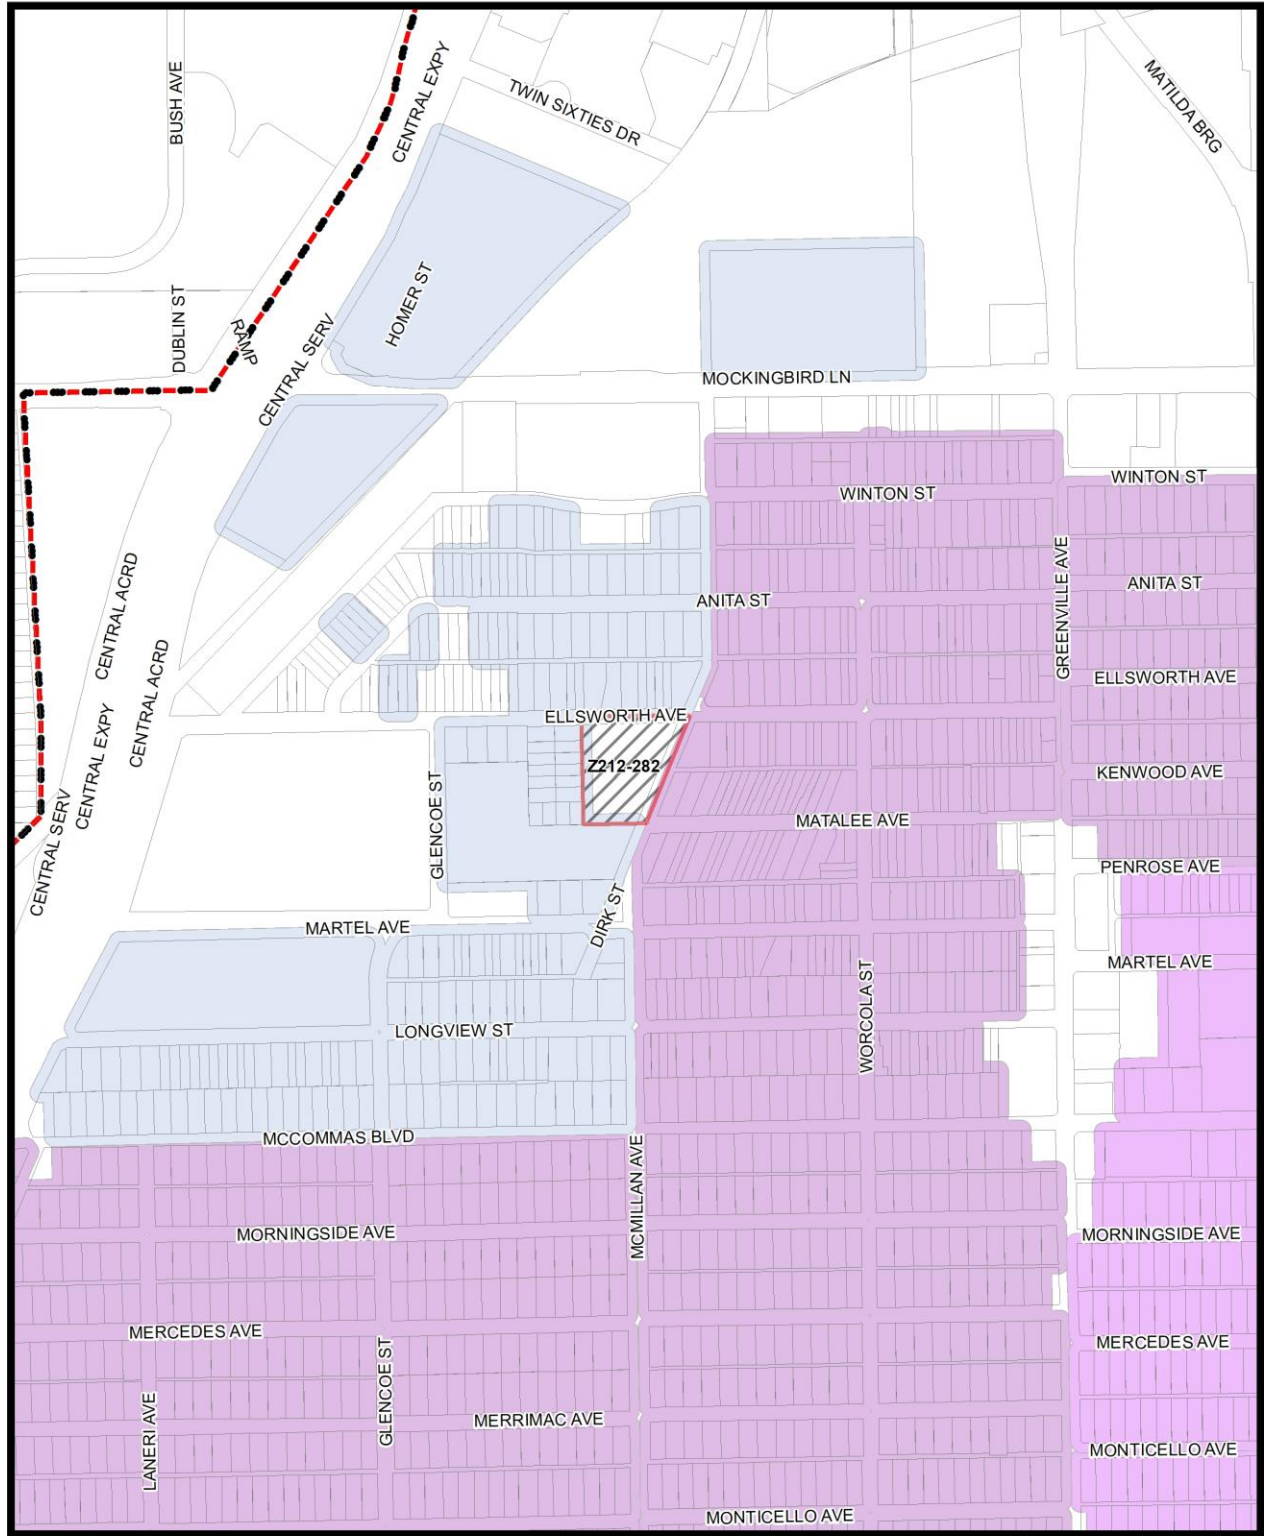 BUSH AVE
CENTRAL EXPY
TWIN SIXTIES DR
MATILDA BRG
HOMER ST
DUBLIN ST
RAMP
CENTRAL SERV
MOCKINGBIRD LN
WINTON ST
WINTON ST
GREENVILLE AVE
ANITA ST
ANITA ST
CENTRAL ACRD
CENTRAL ACRD
ELLSWORTH AVE
ELLSWORTH AVE
CENTRAL EXPY
Z212-282
KENWOOD AVE
GLENCOE ST
CENTRAL SERV
MATALEE AVE
PENROSE AVE
DIRK ST
MARTEL AVE
MARTEL AVE
WORCOLA ST
LONGVIEW ST
MCCOMMAS BLVD
MCMILLAN AVE
MORNINGSIDE AVE
MORNINGSIDE AVE
MERCEDES AVE
MERCEDES AVE
GLENCOE ST
LANERI AVE
MERRIMAC AVE
MONTICELLO AVE
MONTICELLO AVE